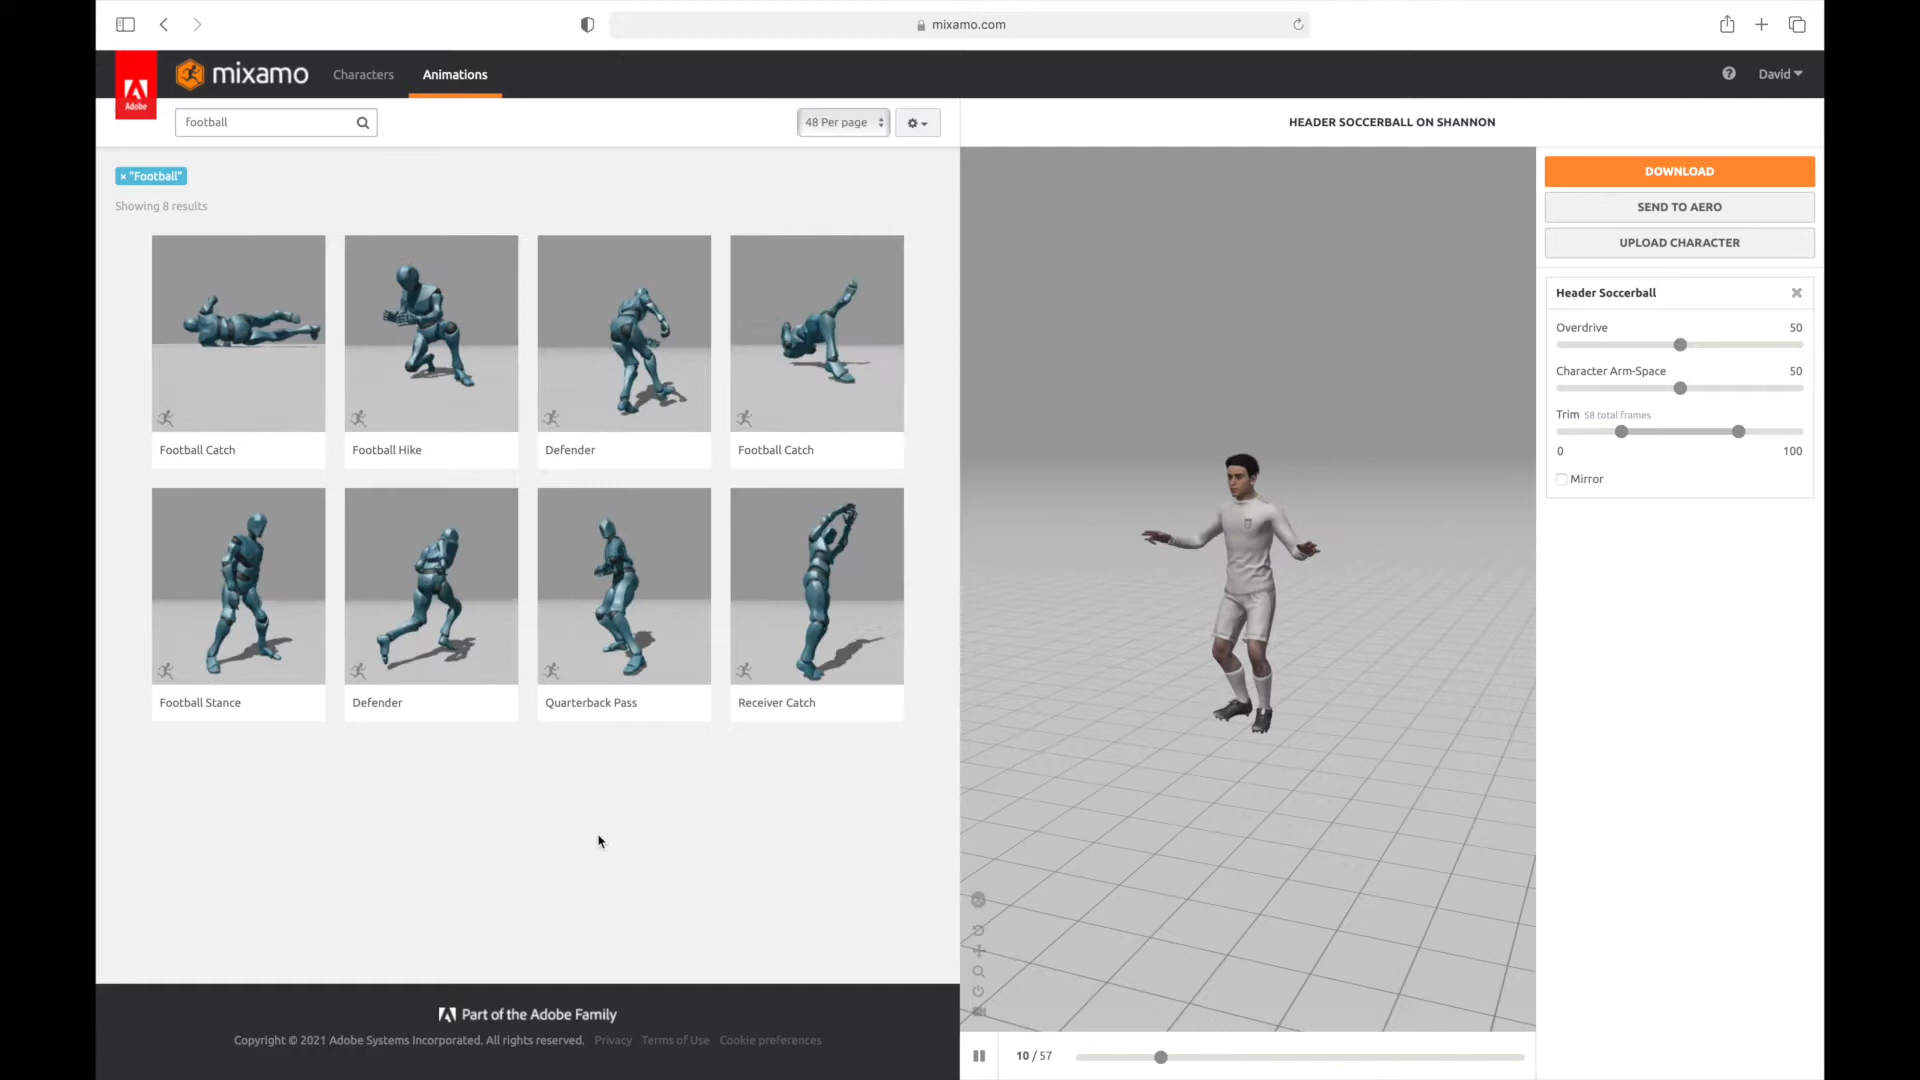 mixamo.com
Adobe
mixamo
Characters
Animations
David
football
48 Per page
HEADER SOCCERBALL ON SHANNON
× "Football"
Showing 8 results
DOWNLOAD
SEND TO AERO
UPLOAD CHARACTER
Header Soccerball
Overdrive 50
Character Arm-Space 50
Trim 58 total frames
0 100
Mirror
Football Catch
Football Hike
Defender
Football Catch
Football Stance
Defender
Quarterback Pass
Receiver Catch
Part of the Adobe Family
Copyright © 2021 Adobe Systems Incorporated. All rights reserved. Privacy Terms of Use Cookie preferences
10 / 57